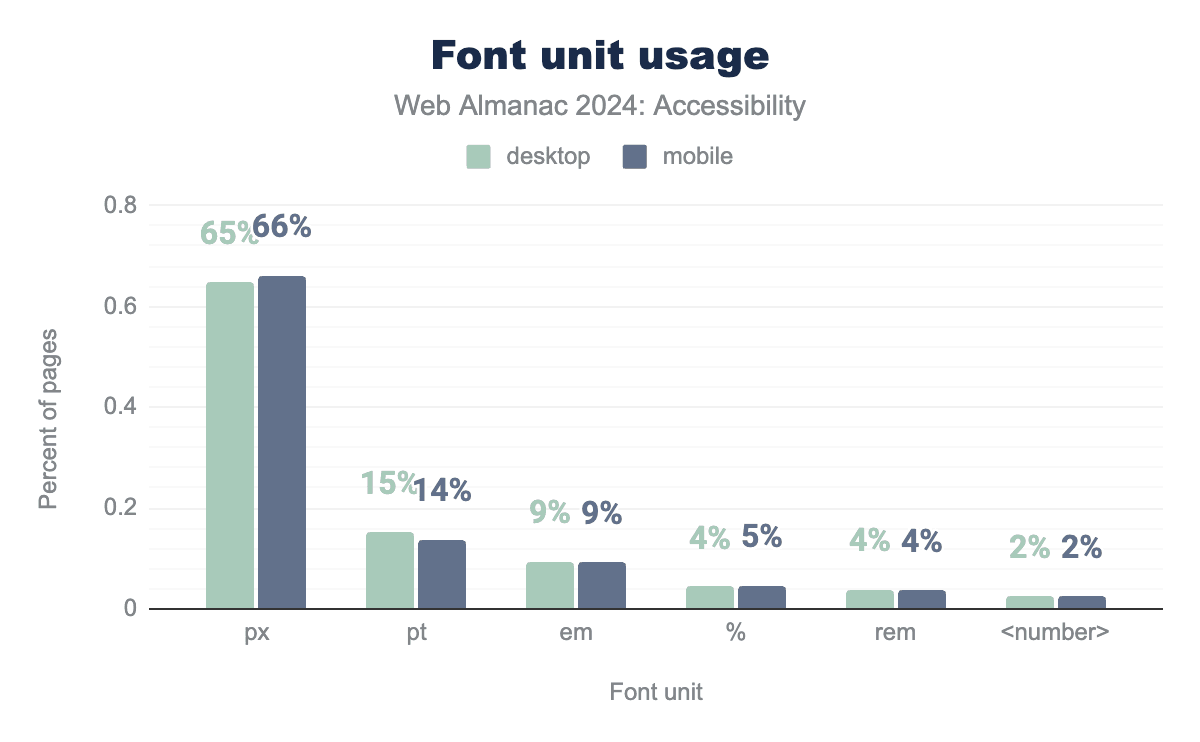 Font unit usage
Web Almanac 2024: Accessibility
desktop mobile
Percent of pages
0.8
0.6
0.4
0.2
0
65% 66%
15% 14%
9% 9%
4% 5%
4% 4%
2% 2%
px pt em % rem <number>
Font unit